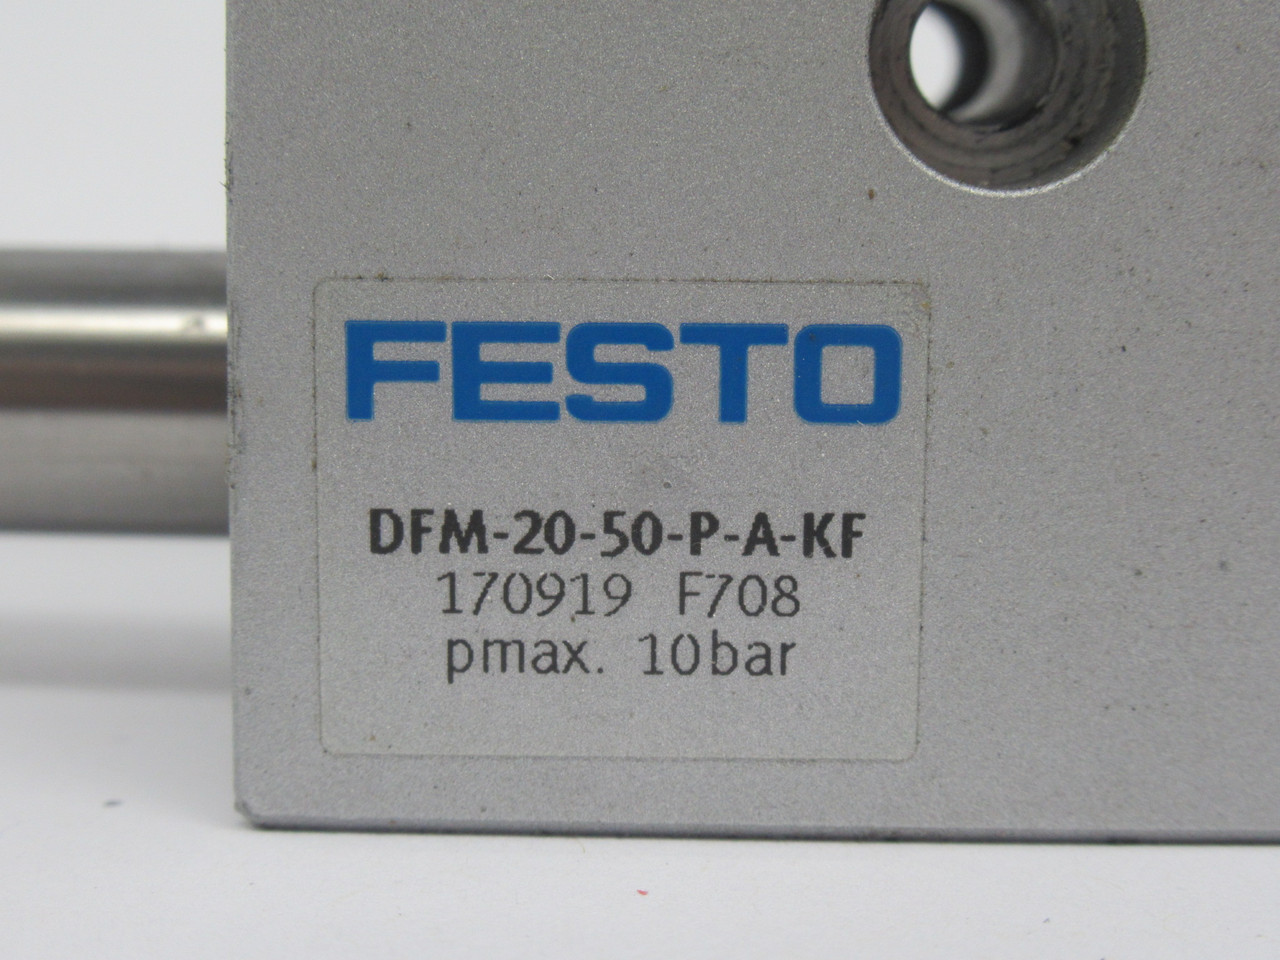 FESTO
DFM-20-50-P-A-KF
170919 F708
pmax. 10bar